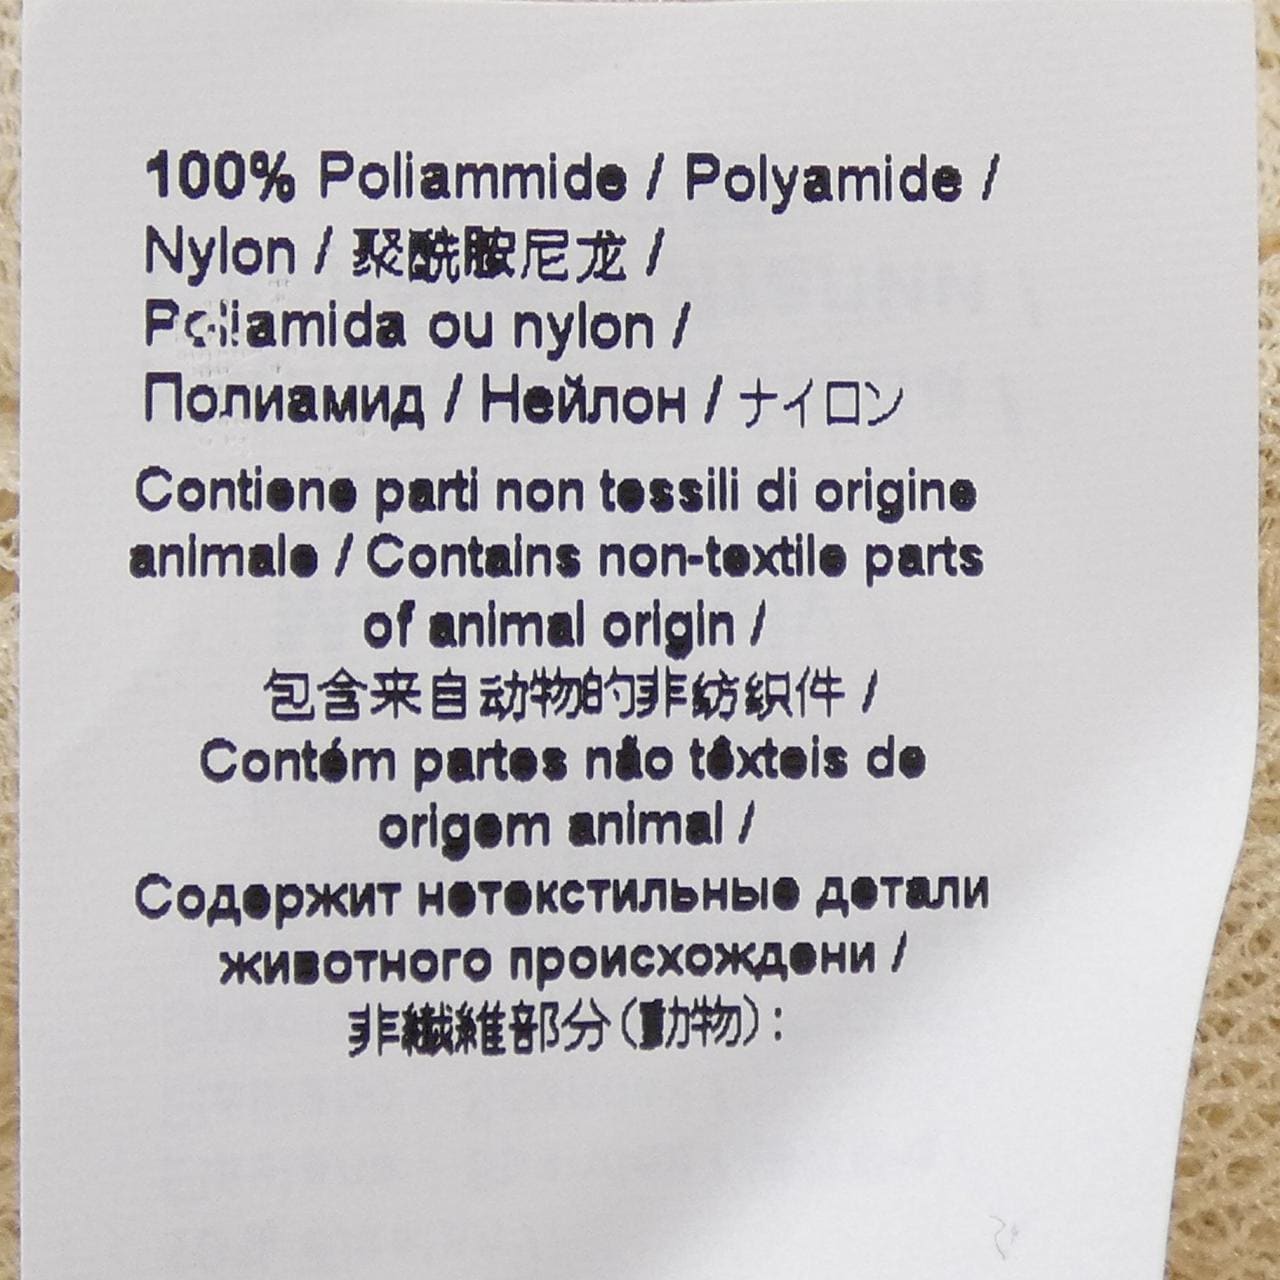 100% Poliammide / Polyamide /
Nylon / 聚酰胺尼龙 /
Poliamida ou nylon /
Полиамид / Нейлон / ナイロン
Contiene parti non tessili di origine
animale / Contains non-textile parts
of animal origin /
包含来自动物的非纺织件 /
Contém partes não têxteis de
origem animal /
Содержит нетекстильные детали
животного происхождени /
非繊維部分(動物):